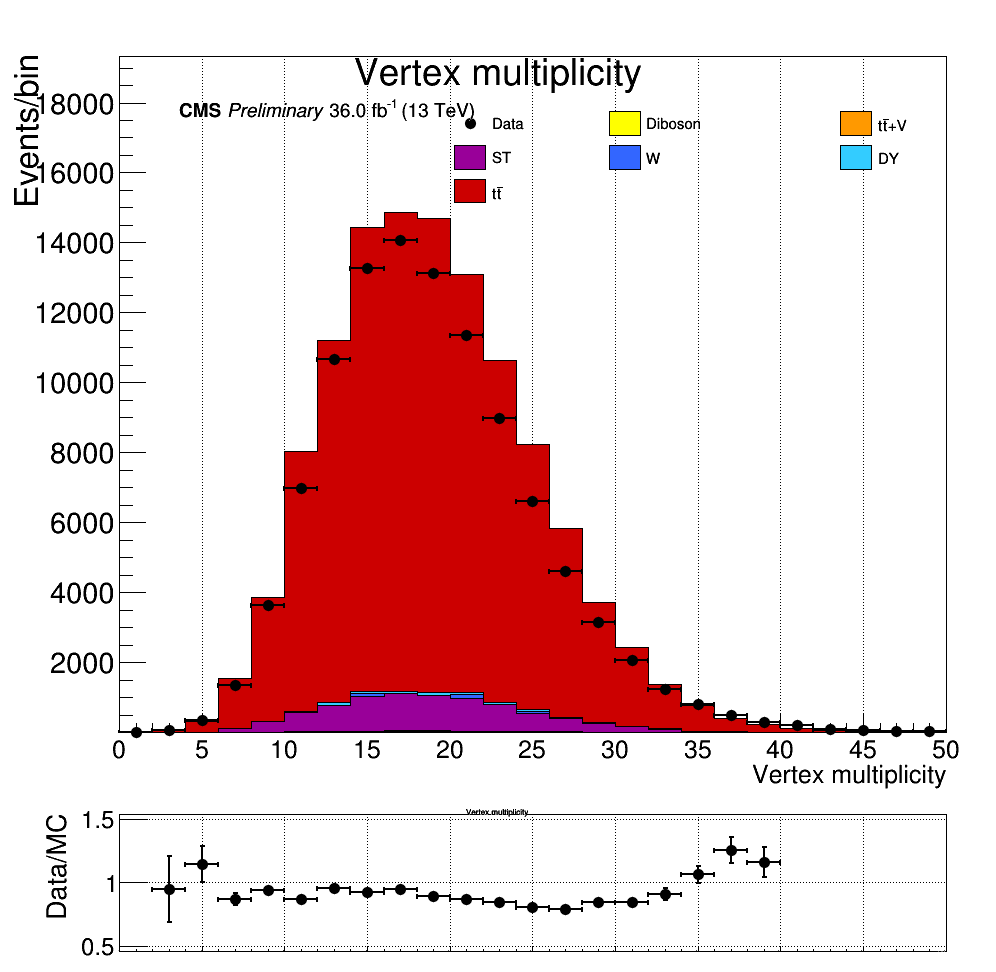 Vertex multiplicity
CMS Preliminary 36.0 fb⁻¹ (13 TeV)
Data
Diboson
tt̄+V
ST
W
DY
tt̄
Events/bin
18000
16000
14000
12000
10000
8000
6000
4000
2000
0 5 10 15 20 25 30 35 40 45 50
Vertex multiplicity
Vertex multiplicity
Data/MC
1.5
1
0.5